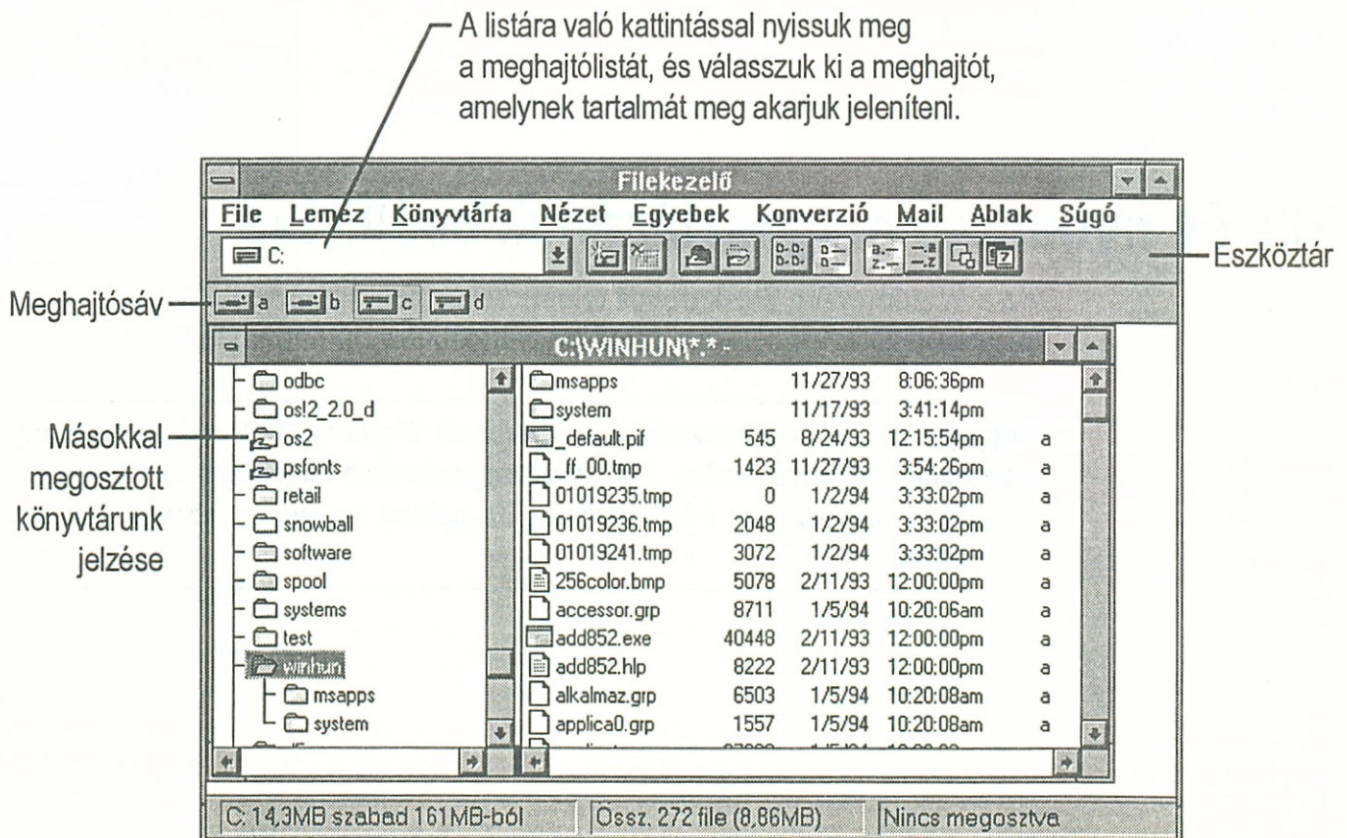 A listára való kattintással nyissuk meg
a meghajtólistát, és válasszuk ki a meghajtót,
amelynek tartalmát meg akarjuk jeleníteni.
Filekezelő
File Lemez Könyvtárfa Nézet Egyebek Konverzió Mail Ablak Súgó
C:
Eszköztár
Meghajtósáv
a b c d
C:\WINHUN\*.* -
Másokkal
megosztott
könyvtárunk
jelzése
odbc
os!2_2.0_d
os2
psfonts
retail
snowball
software
spool
systems
test
winhun
msapps
system
msapps 11/27/93 8:06:36pm
system 11/17/93 3:41:14pm
_default.pif 545 8/24/93 12:15:54pm a
_ff_00.tmp 1423 11/27/93 3:54:26pm a
01019235.tmp 0 1/2/94 3:33:02pm a
01019236.tmp 2048 1/2/94 3:33:02pm a
01019241.tmp 3072 1/2/94 3:33:02pm a
256color.bmp 5078 2/11/93 12:00:00pm a
accessor.grp 8711 1/5/94 10:20:06am a
add852.exe 40448 2/11/93 12:00:00pm a
add852.hlp 8222 2/11/93 12:00:00pm a
alkalmaz.grp 6503 1/5/94 10:20:08am a
applica0.grp 1557 1/5/94 10:20:08am a
C: 14,3MB szabad 161MB-ból
Össz. 272 file (8,86MB)
Nincs megosztva